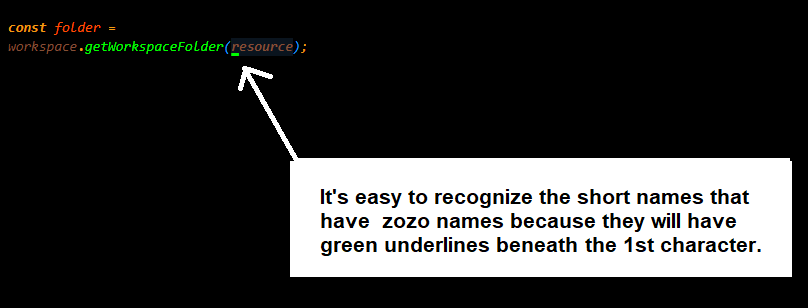 const folder =
workspace.getWorkspaceFolder(resource);
It's easy to recognize the short names that
have  zozo names because they will have
green underlines beneath the 1st character.